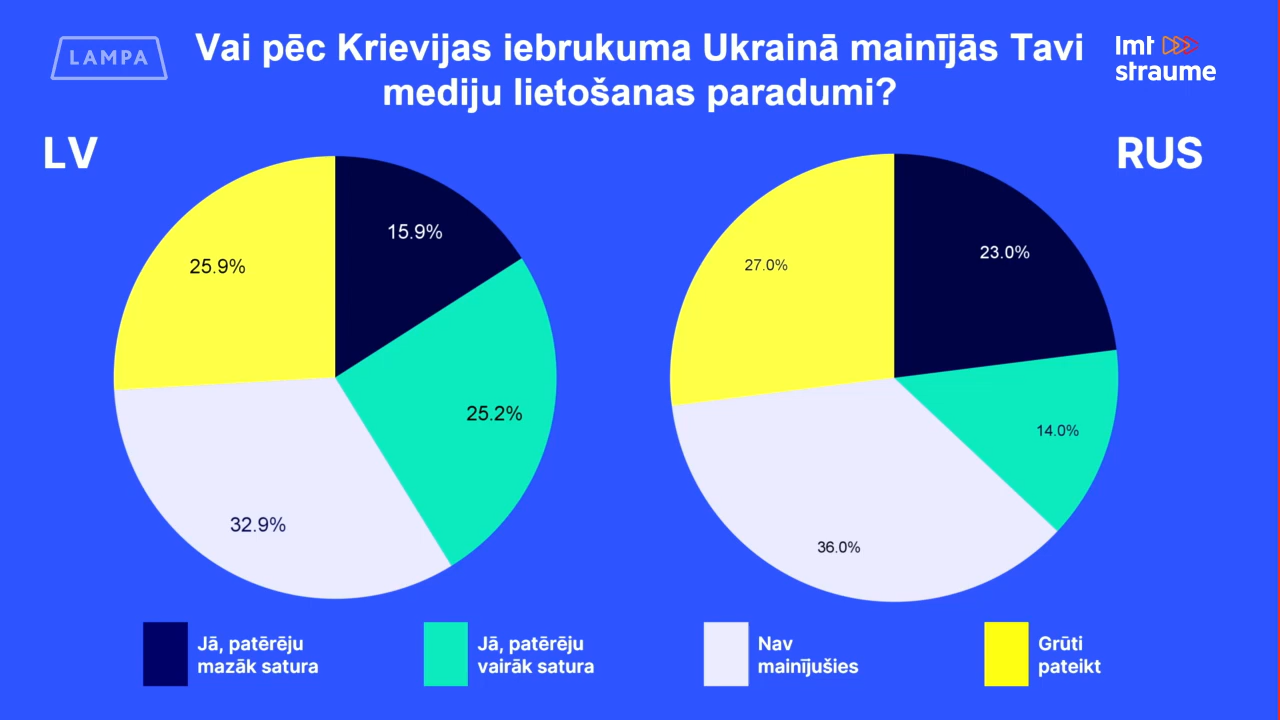 LAMPA
Vai pēc Krievijas iebrukuma Ukrainā mainījās Tavi
mediju lietošanas paradumi?
lmt
straume
LV
RUS
15.9%
25.9%
25.2%
32.9%
23.0%
27.0%
14.0%
36.0%
Jā, patērēju
mazāk satura
Jā, patērēju
vairāk satura
Nav
mainījušies
Grūti
pateikt